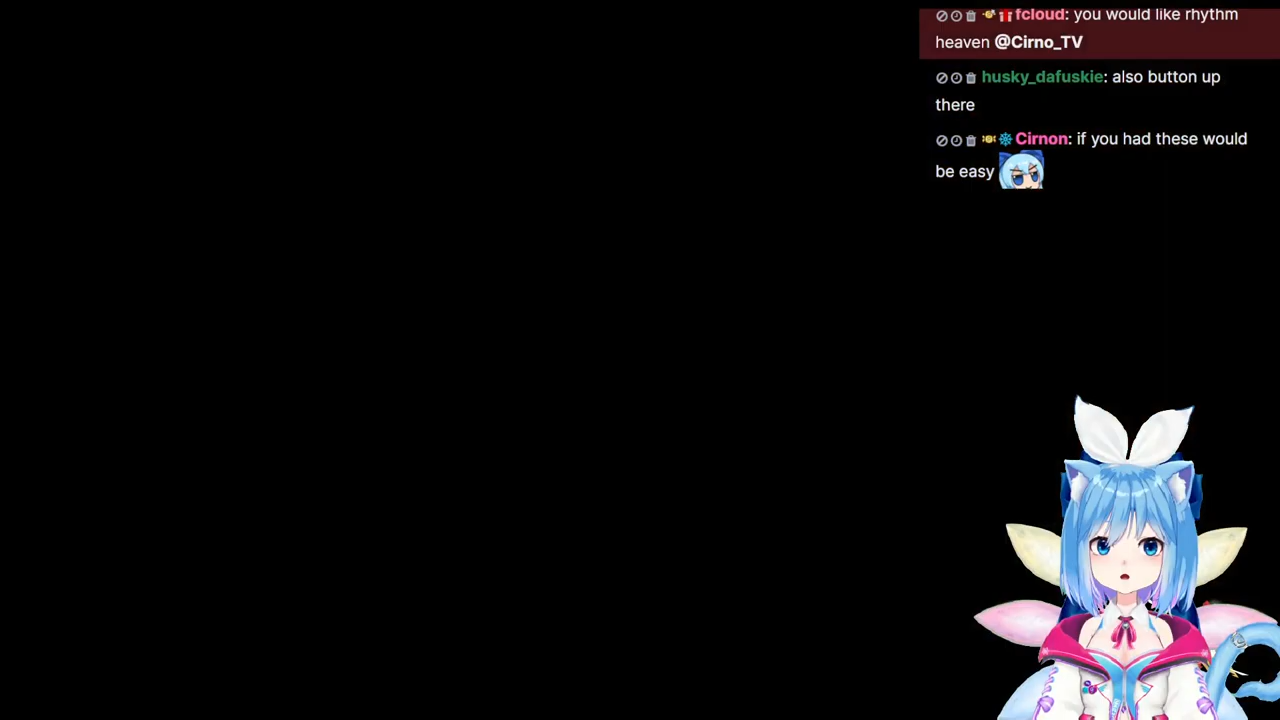 fcloud: you would like rhythm
heaven @Cirno_TV
husky_dafuskie: also button up
there
Cirnon: if you had these would
be easy